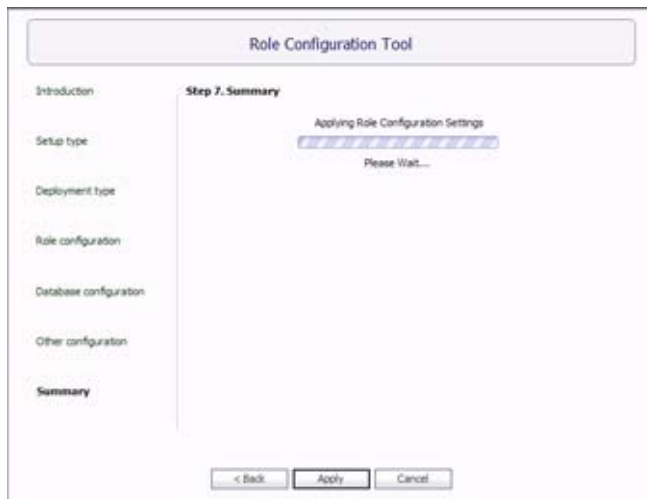 Role Configuration Tool
Introduction
Step 7. Summary
Applying Role Configuration Settings
Setup type
Please Wait....
Deployment type
Role configuration
Database configuration
Other configuration
Summary
< Back
Apply
Cancel